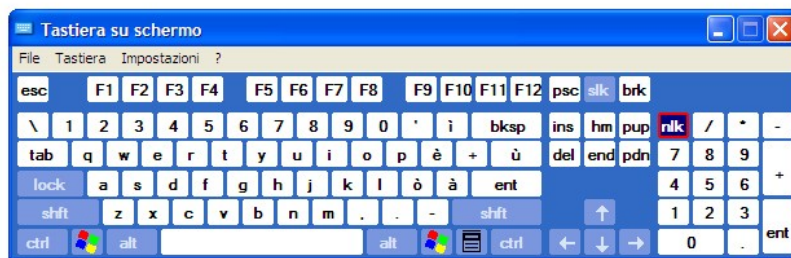 Tastiera su schermo
File Tastiera Impostazioni ?
esc F1 F2 F3 F4 F5 F6 F7 F8 F9 F10 F11 F12 psc slk brk
\ 1 2 3 4 5 6 7 8 9 0 ' ì bksp ins hm pup nlk / * -
tab q w e r t y u i o p è + ù del end pdn 7 8 9 +
lock a s d f g h j k l ò à ent 4 5 6
shft z x c v b n m . . - shft ↑ 1 2 3 ent
ctrl alt alt ctrl ← ↓ → 0 .